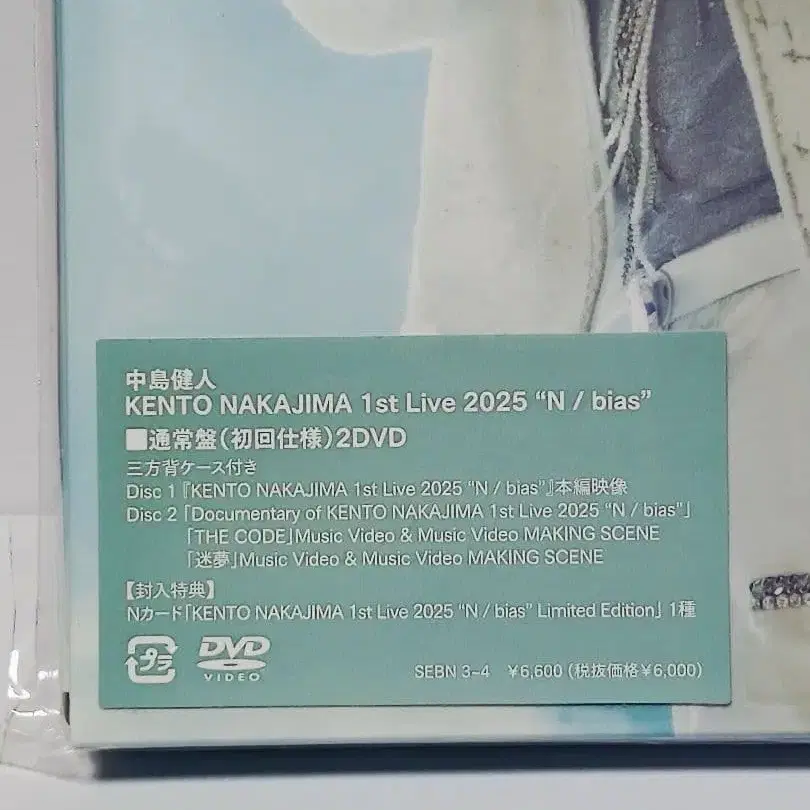 中島健人
KENTO NAKAJIMA 1st Live 2025 “N / bias”
■通常盤(初回仕様)2DVD
三方背ケース付き
Disc 1『KENTO NAKAJIMA 1st Live 2025 “N / bias”』本編映像
Disc 2「Documentary of KENTO NAKAJIMA 1st Live 2025 “N / bias”」
「THE CODE」Music Video & Music Video MAKING SCENE
「迷夢」Music Video & Music Video MAKING SCENE
【封入特典】
Nカード「KENTO NAKAJIMA 1st Live 2025 “N / bias” Limited Edition」1種
プラ
DVD
VIDEO
SEBN 3-4 ¥6,600(税抜価格¥6,000)